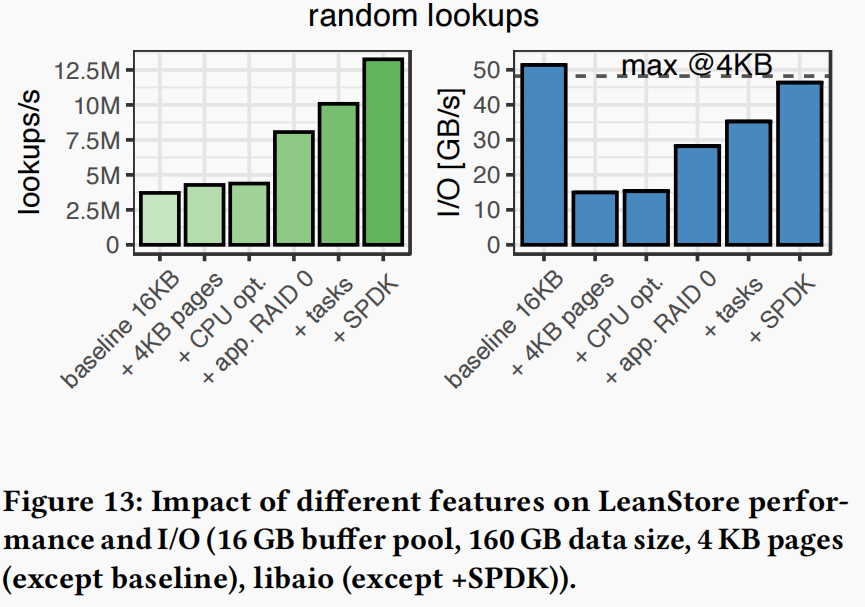 random lookups
lookups/s
12.5M
10M
7.5M
5M
2.5M
0
baseline 16KB
+ 4KB pages
+ CPU opt.
+ app. RAID 0
+ tasks
+ SPDK
I/O [GB/s]
50
40
30
20
10
0
max @4KB
baseline 16KB
+ 4KB pages
+ CPU opt.
+ app. RAID 0
+ tasks
+ SPDK
Figure 13: Impact of different features on LeanStore perfor-
mance and I/O (16 GB buffer pool, 160 GB data size, 4 KB pages
(except baseline), libaio (except +SPDK)).